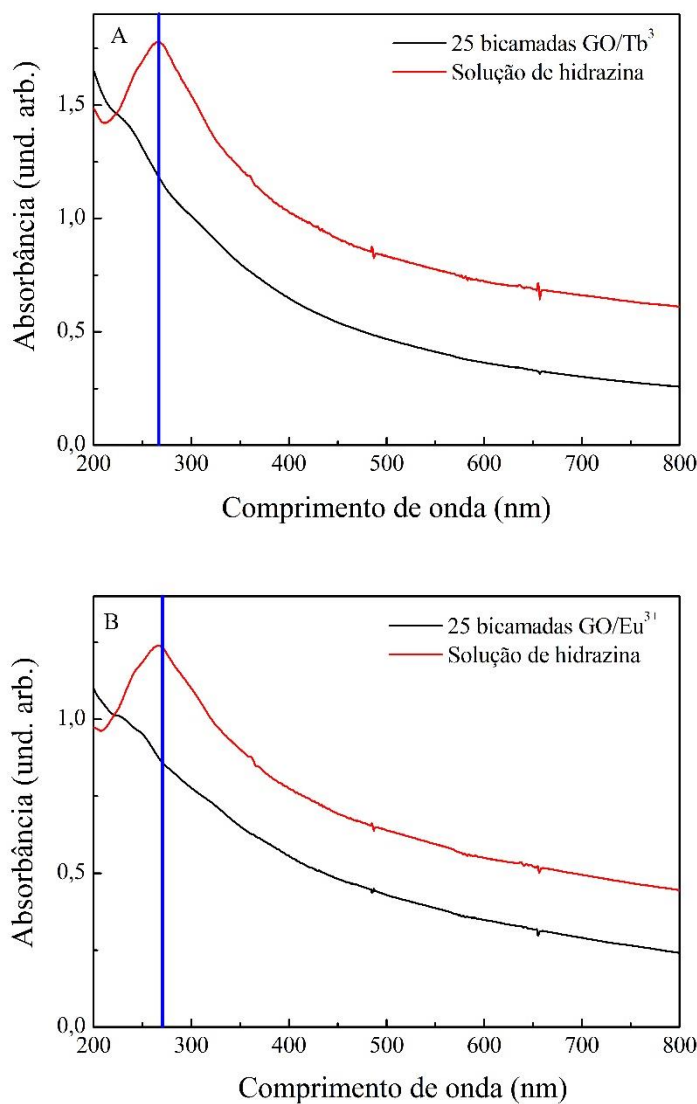 A
25 bicamadas GO/Tb³
Solução de hidrazina
1,5
1,0
0,5
0,0
Absorbância (und. arb.)
200 300 400 500 600 700 800
Comprimento de onda (nm)
B
25 bicamadas GO/Eu³⁺
Solução de hidrazina
1,0
0,5
0,0
Absorbância (und. arb.)
200 300 400 500 600 700 800
Comprimento de onda (nm)